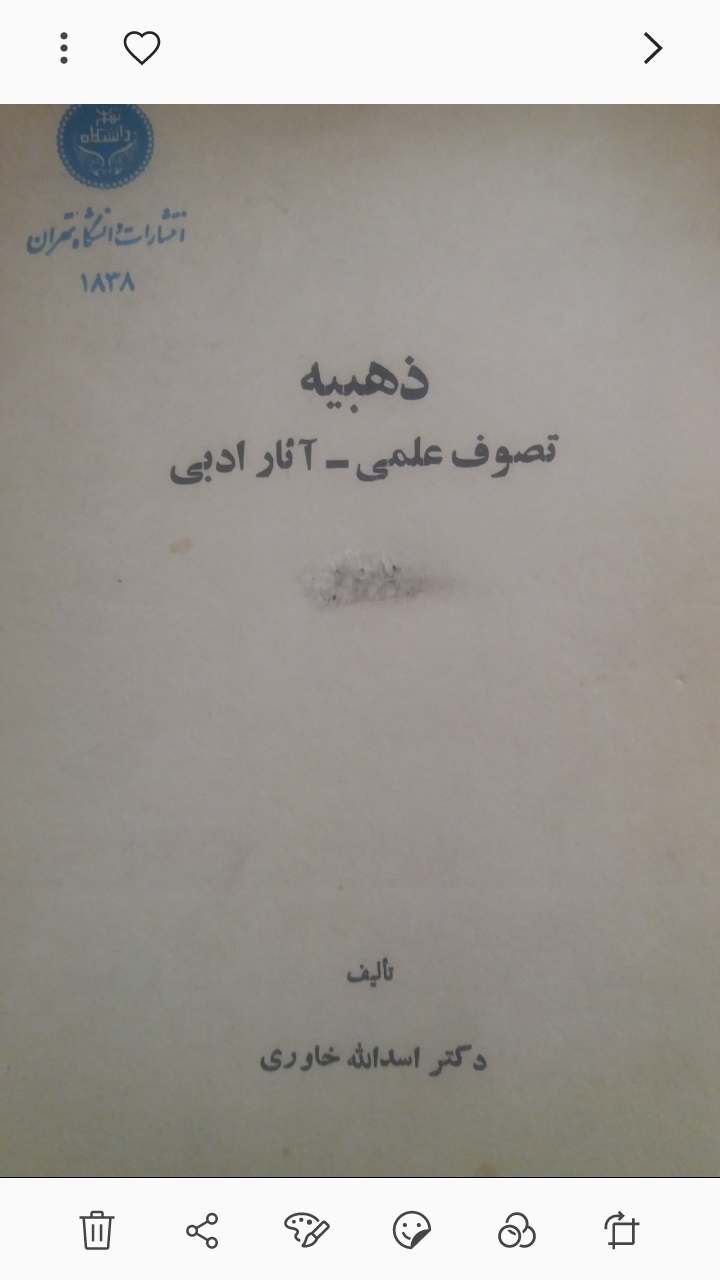 دانشگاه
انتشارات دانشگاه تهران
۱۸۳۸
ذهبیه
تصوف علمی - آثار ادبی
تألیف
دکتر اسدالله خاوری